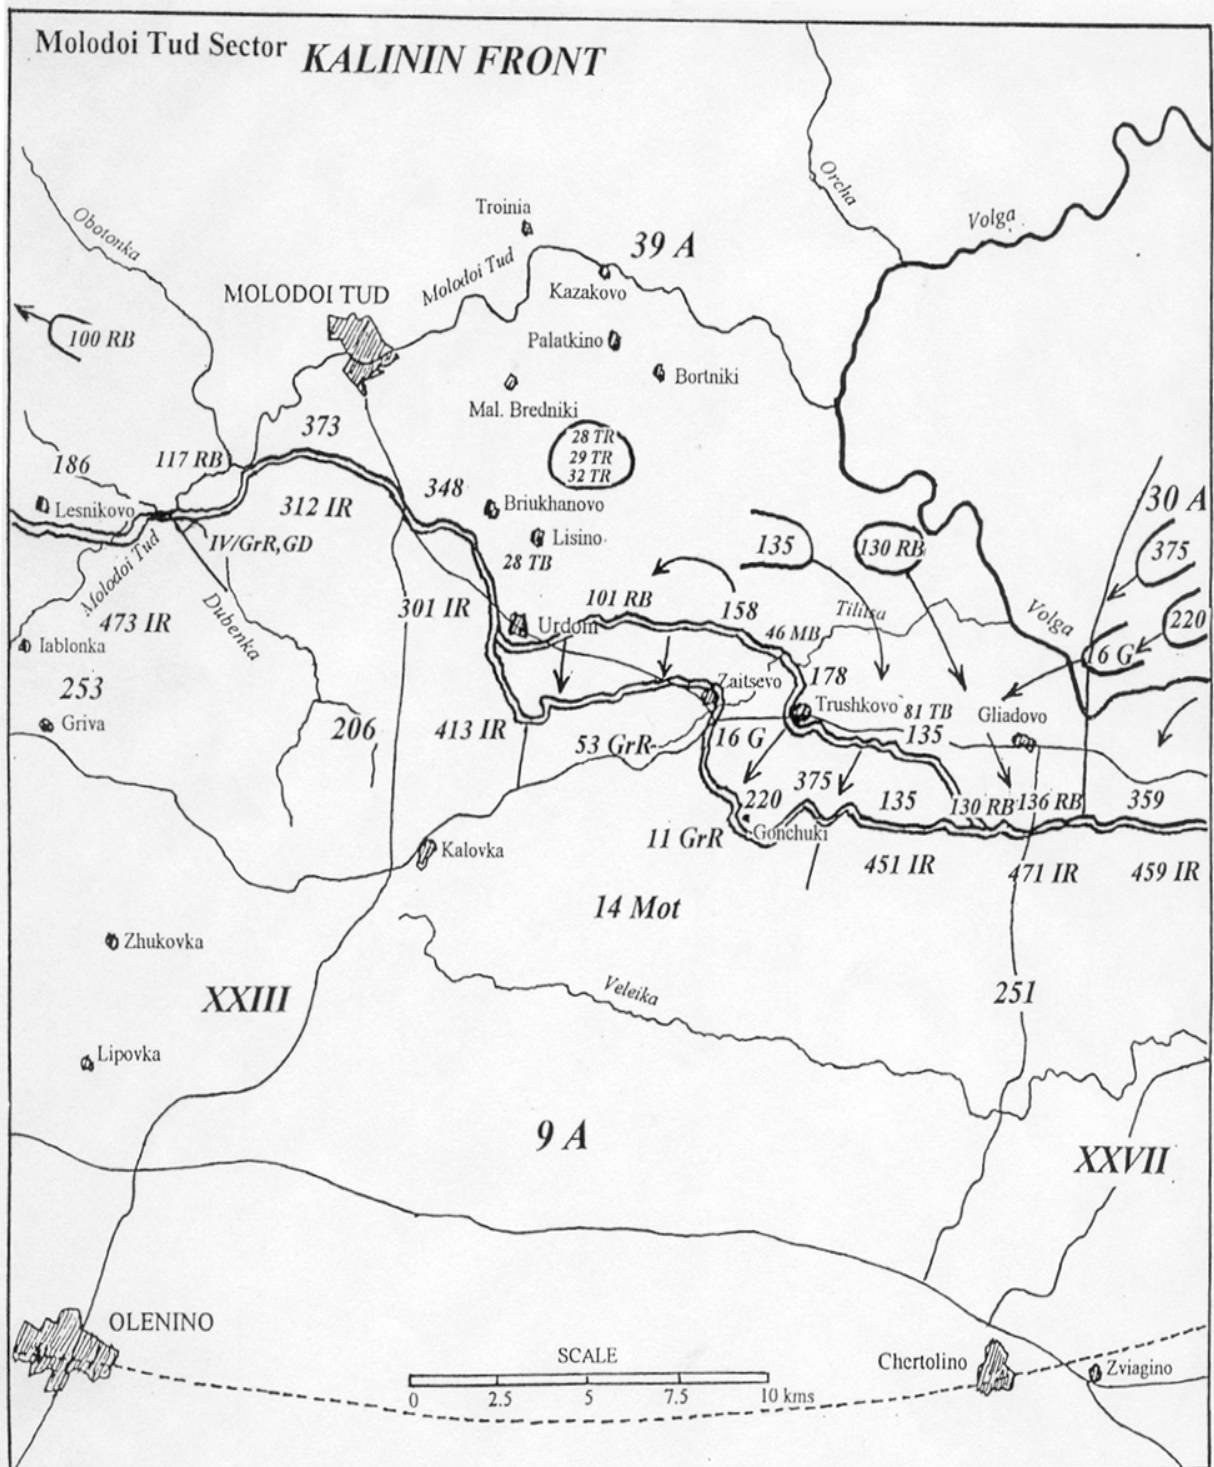 Molodoi Tud Sector KALININ FRONT
Orcha
Volga
Troinia
39 A
Obotonka
Molodoi Tud
MOLODOI TUD
Kazakovo
100 RB
Palatkino
Bortniki
Mal. Bredniki
373
28 TR
29 TR
32 TR
186
117 RB
348
30 A
Lesnikovo
312 IR
Briukhanovo
IV/GrR, GD
Lisino
135
130 RB
375
28 TB
Molodoi Tud
473 IR
Dubenka
301 IR
101 RB
158
Tilitsa
Volga
220
Urdom
46 MB
Iablonka
16 G
253
Zaitsevo
178
Griva
206
413 IR
Trushkovo
81 TB
Gliadovo
53 GrR
16 G
135
375
220
135
130 RB
136 RB
359
11 GrR
Gonchuki
Kalovka
451 IR
471 IR
459 IR
14 Mot
Zhukovka
XXIII
Veleika
251
Lipovka
9 A
XXVII
OLENINO
SCALE
Chertolino
Zviagino
0 2.5 5 7.5 10 kms